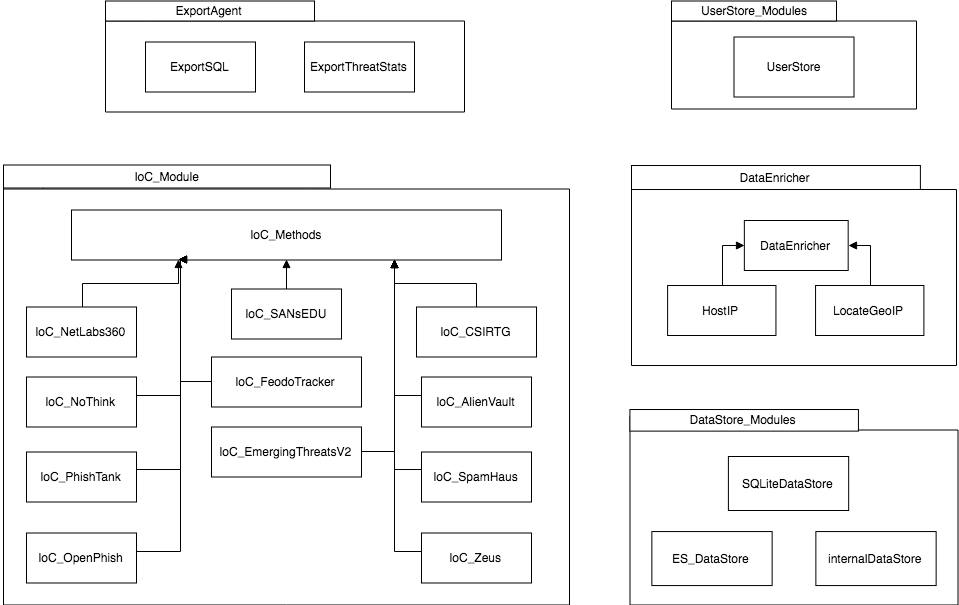 ExportAgent
ExportSQL
ExportThreatStats
UserStore_Modules
UserStore
IoC_Module
IoC_Methods
IoC_NetLabs360
IoC_SANsEDU
IoC_CSIRTG
IoC_FeodoTracker
IoC_NoThink
IoC_AlienVault
IoC_EmergingThreatsV2
IoC_PhishTank
IoC_SpamHaus
IoC_OpenPhish
IoC_Zeus
DataEnricher
DataEnricher
HostIP
LocateGeoIP
DataStore_Modules
SQLiteDataStore
ES_DataStore
internalDataStore